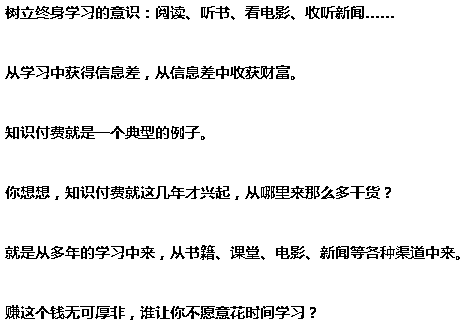 树立终身学习的意识：阅读、听书、看电影、收听新闻……
从学习中获得信息差，从信息差中收获财富。
知识付费就是一个典型的例子。
你想想，知识付费就这几年才兴起，从哪里来那么多干货？
就是从多年的学习中来，从书籍、课堂、电影、新闻等各种渠道中来。
赚这个钱无可厚非，谁让你不愿意花时间学习？